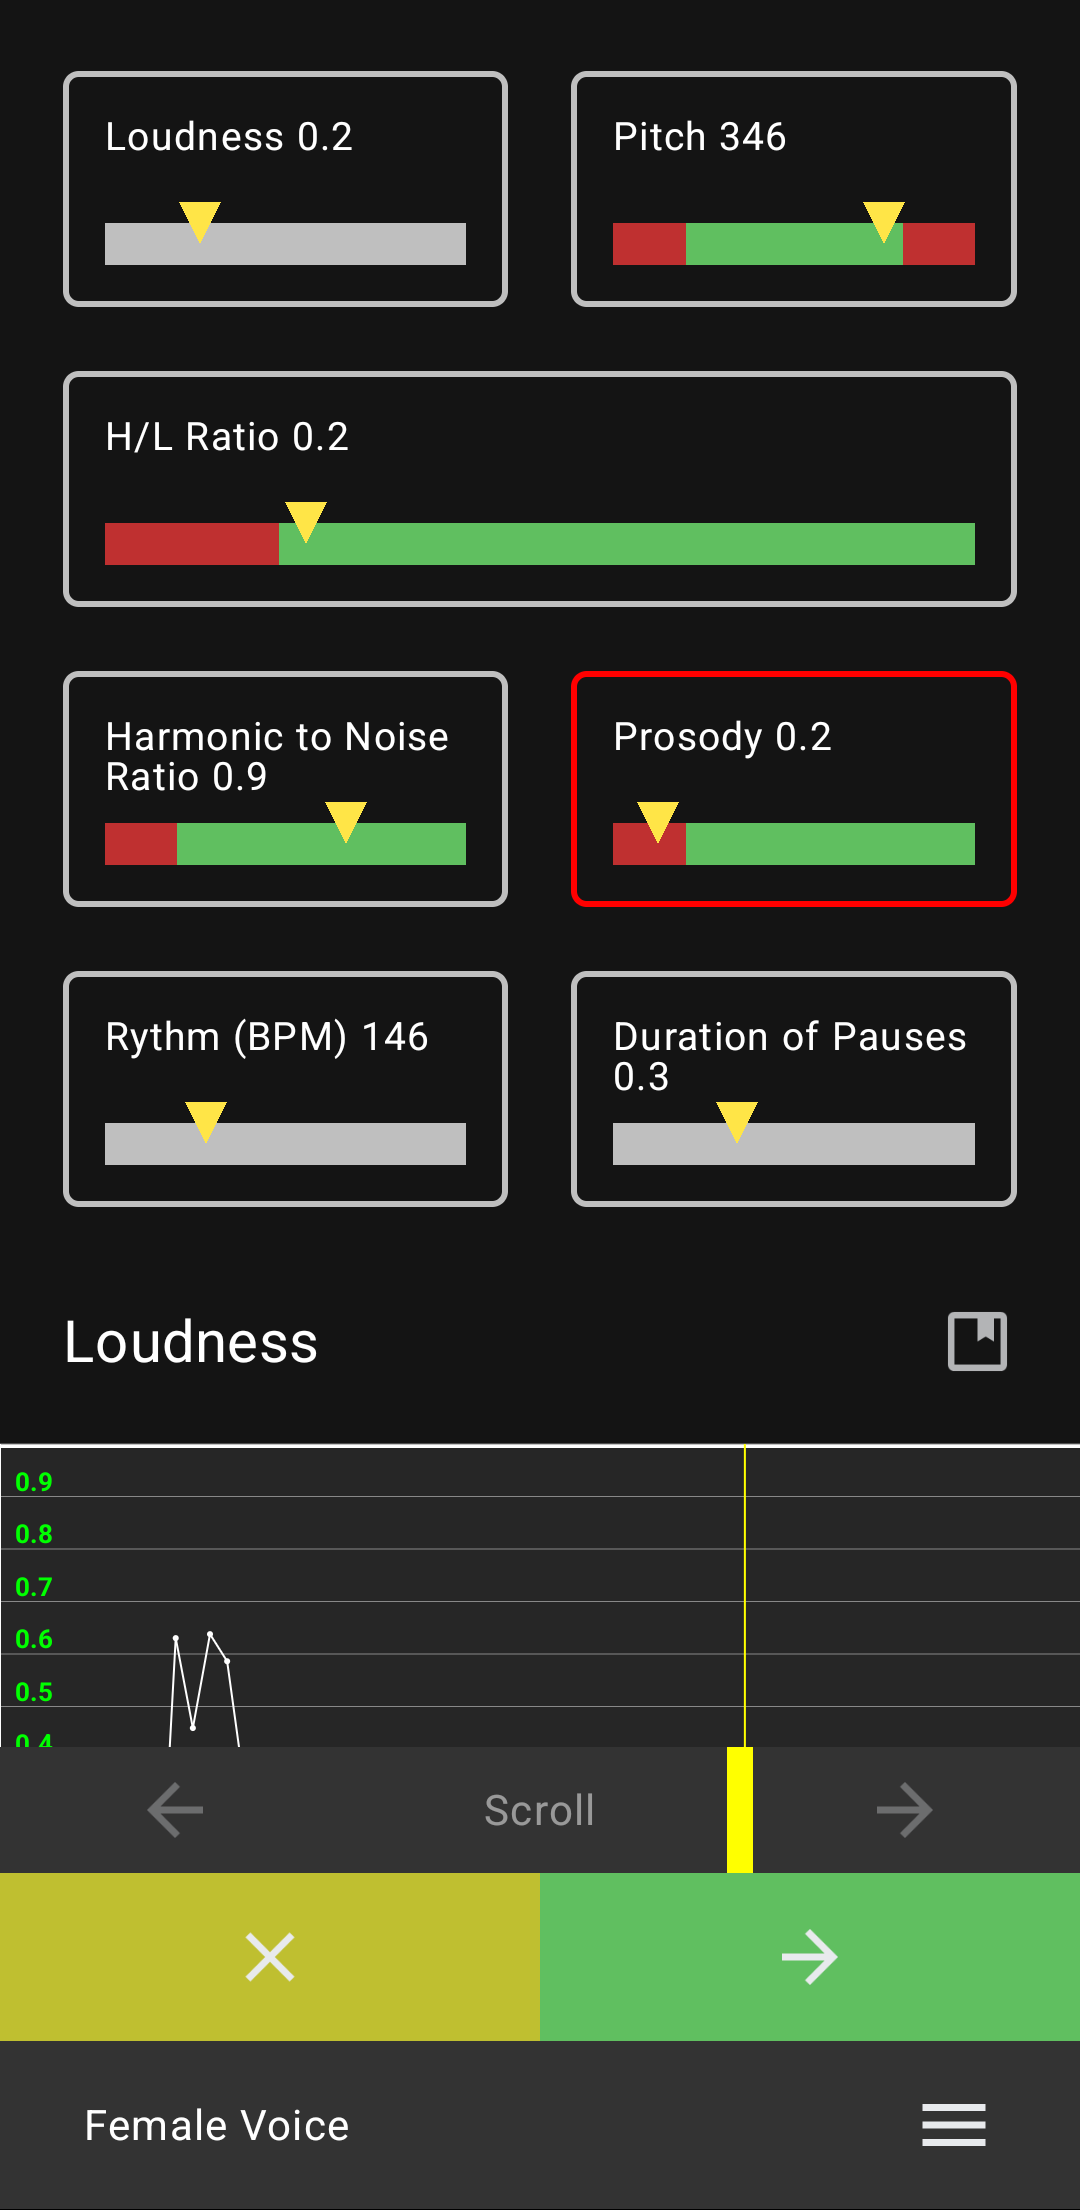 Loudness 0.2
Pitch 346
H/L Ratio 0.2
Harmonic to Noise
Ratio 0.9
Prosody 0.2
Rythm (BPM) 146
Duration of Pauses
0.3
Loudness
0.9
0.8
0.7
0.6
0.5
0.4
Scroll
Female Voice